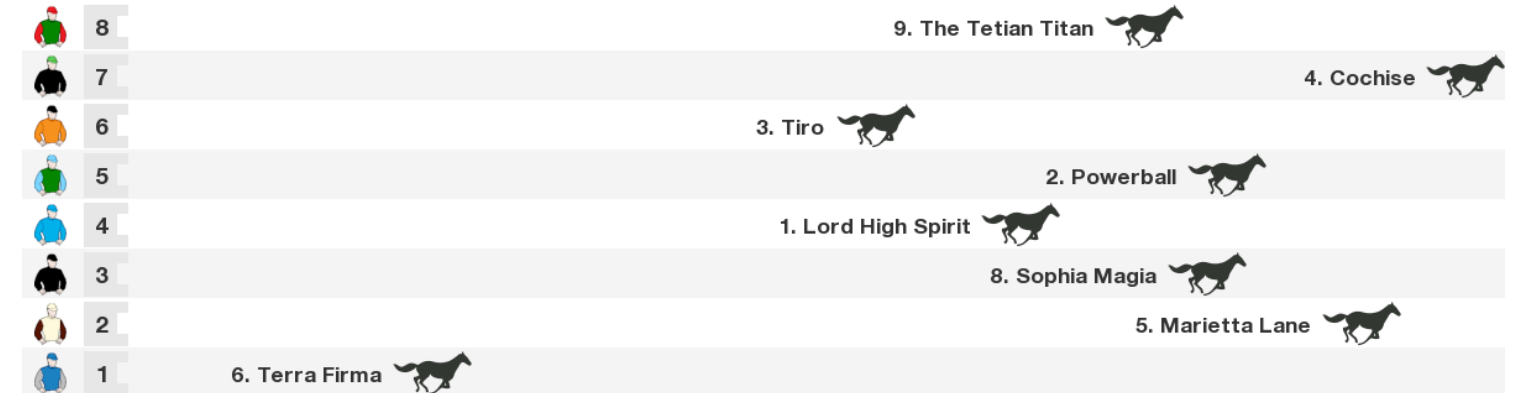 8 9. The Tetian Titan
7 4. Cochise
6 3. Tiro
5 2. Powerball
4 1. Lord High Spirit
3 8. Sophia Magia
2 5. Marietta Lane
1 6. Terra Firma